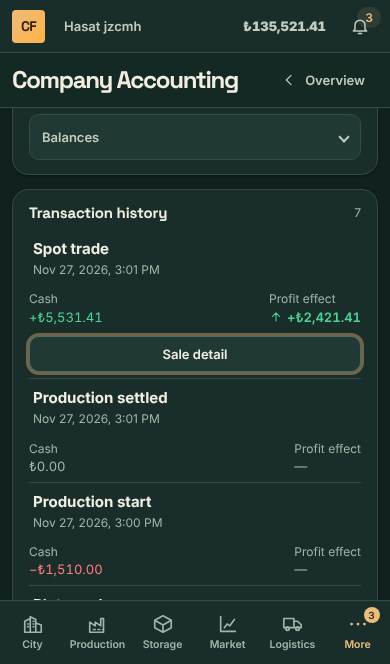 CF
Hasat jzcmh
₺135,521.41
3
Company Accounting
Overview
Balances
Transaction history
7
Spot trade
Nov 27, 2026, 3:01 PM
Cash
Profit effect
+₺5,531.41
↑ +₺2,421.41
Sale detail
Production settled
Nov 27, 2026, 3:01 PM
Cash
Profit effect
₺0.00
—
Production start
Nov 27, 2026, 3:00 PM
Cash
Profit effect
−₺1,510.00
—
City
Production
Storage
Market
Logistics
3
More